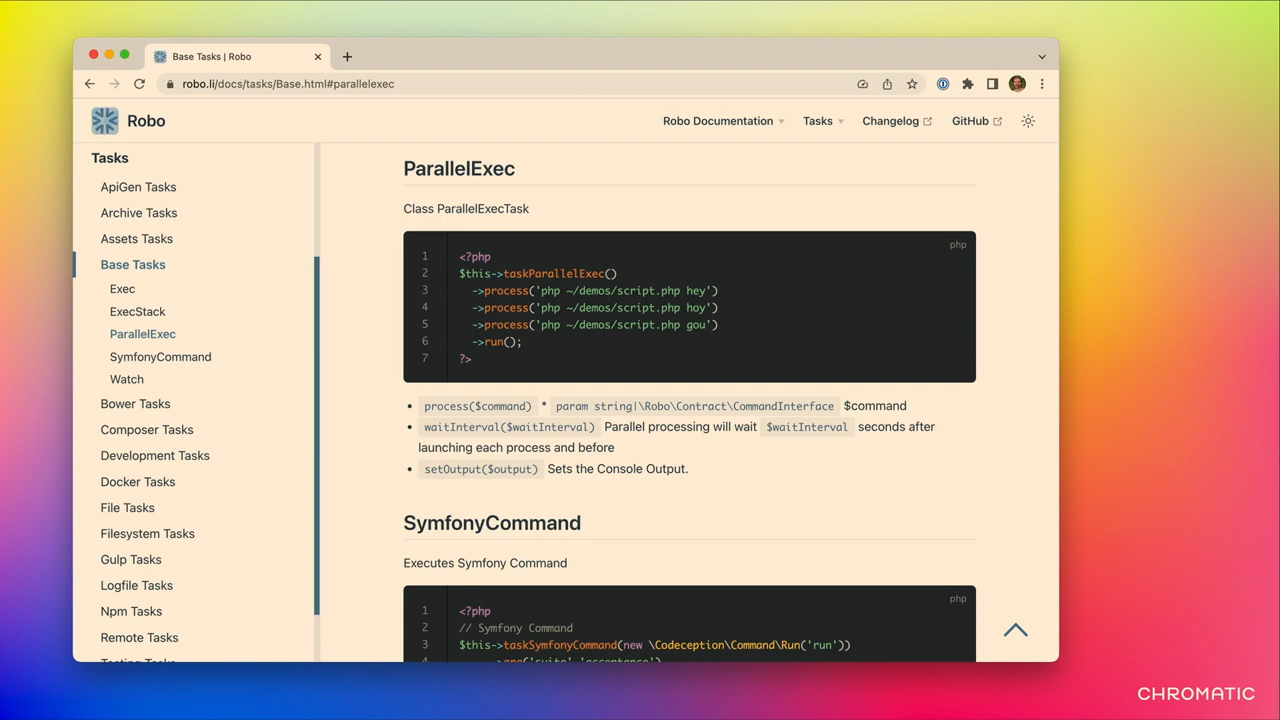 Base Tasks | Robo
robo.li/docs/tasks/Base.html#parallelexec
Robo
Robo Documentation
Tasks
Changelog
GitHub
Tasks
ApiGen Tasks
Archive Tasks
Assets Tasks
Base Tasks
Exec
ExecStack
ParallelExec
SymfonyCommand
Watch
Bower Tasks
Composer Tasks
Development Tasks
Docker Tasks
File Tasks
Filesystem Tasks
Gulp Tasks
Logfile Tasks
Npm Tasks
Remote Tasks
Testing Tasks
ParallelExec
Class ParallelExecTask
php
1 <?php
2 $this->taskParallelExec()
3 ->process('php ~/demos/script.php hey')
4 ->process('php ~/demos/script.php hoy')
5 ->process('php ~/demos/script.php gou')
6 ->run();
7 ?>
• process($command) * param string|\Robo\Contract\CommandInterface $command
• waitInterval($waitInterval) Parallel processing will wait $waitInterval seconds after
launching each process and before
• setOutput($output) Sets the Console Output.
SymfonyCommand
Executes Symfony Command
php
1 <?php
2 // Symfony Command
3 $this->taskSymfonyCommand(new \Codeception\Command\Run('run'))
4 ->arg('suite','acceptance')
CHROMATIC